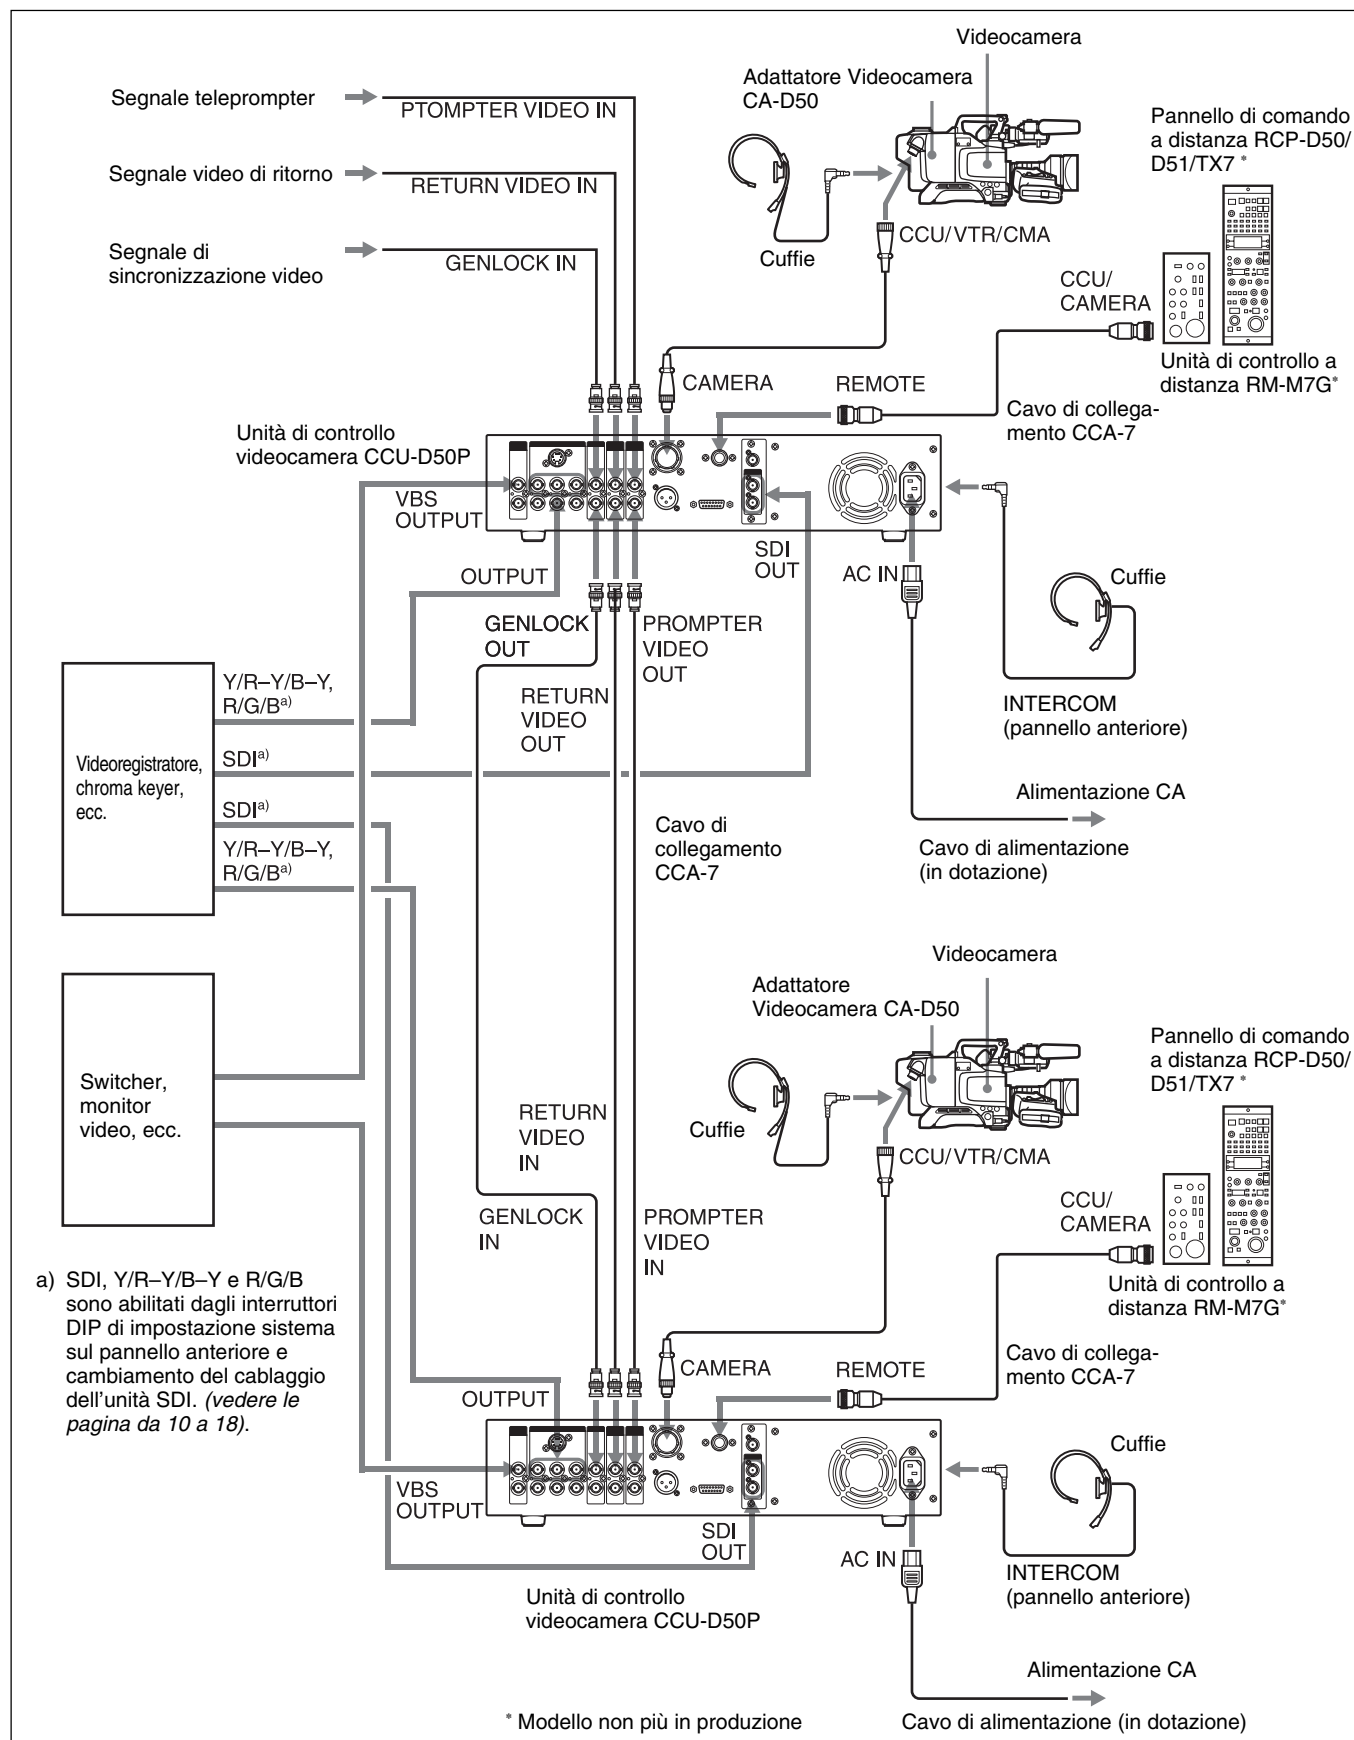 Videocamera
Adattatore Videocamera
CA-D50
Segnale teleprompter
PTOMPTER VIDEO IN
Pannello di comando
a distanza RCP-D50/
D51/TX7 *
Segnale video di ritorno
RETURN VIDEO IN
CCU/VTR/CMA
Segnale di
sincronizzazione video
GENLOCK IN
Cuffie
CCU/
CAMERA
Unità di controllo a
distanza RM-M7G*
CAMERA
REMOTE
Cavo di collega-
mento CCA-7
Unità di controllo
videocamera CCU-D50P
VBS
OUTPUT
SDI
OUT
AC IN
OUTPUT
Cuffie
GENLOCK
OUT
PROMPTER
VIDEO
OUT
RETURN
VIDEO
OUT
INTERCOM
(pannello anteriore)
Y/R–Y/B–Y,
R/G/Ba)
Videoregistratore,
chroma keyer,
ecc.
SDIa)
SDIa)
Y/R–Y/B–Y,
R/G/Ba)
Alimentazione CA
Cavo di
collegamento
CCA-7
Cavo di alimentazione
(in dotazione)
Videocamera
Adattatore
Videocamera CA-D50
Pannello di comando
a distanza RCP-D50/
D51/TX7 *
Switcher,
monitor
video, ecc.
RETURN
VIDEO
IN
Cuffie
CCU/VTR/CMA
CCU/
CAMERA
GENLOCK
IN
PROMPTER
VIDEO
IN
Unità di controllo a
distanza RM-M7G*
a) SDI, Y/R–Y/B–Y e R/G/B
sono abilitati dagli interruttori
DIP di impostazione sistema
sul pannello anteriore e
cambiamento del cablaggio
dell'unità SDI. (vedere le
pagina da 10 a 18).
CAMERA
REMOTE
Cavo di collega-
mento CCA-7
OUTPUT
Cuffie
VBS
OUTPUT
SDI
OUT
AC IN
INTERCOM
(pannello anteriore)
Unità di controllo
videocamera CCU-D50P
Alimentazione CA
* Modello non più in produzione
Cavo di alimentazione (in dotazione)